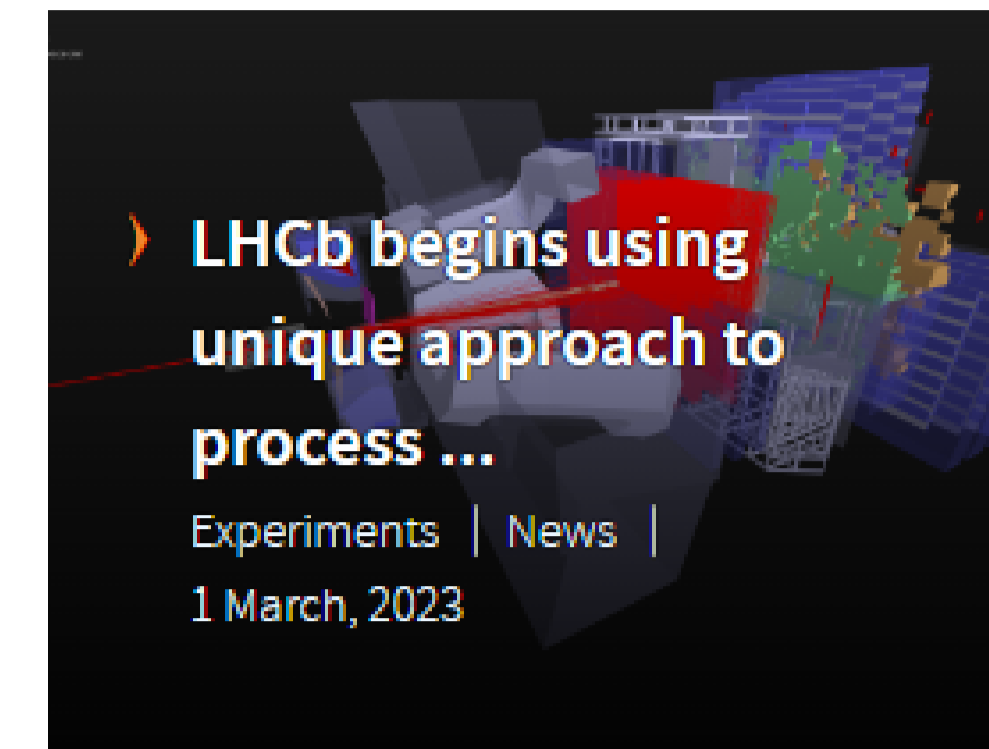 LHCb begins using
unique approach to
process ...
Experiments | News |
1 March, 2023